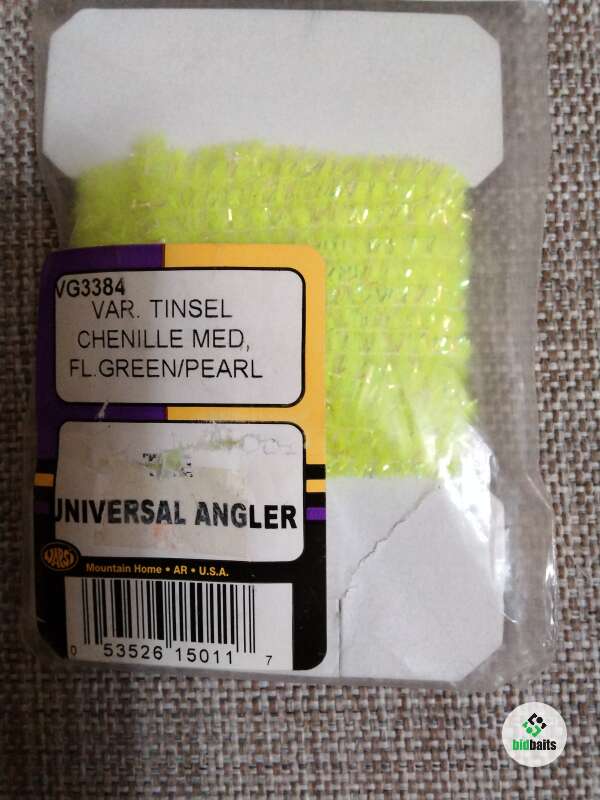 VG3384
VAR. TINSEL
CHENILLE MED,
FL.GREEN/PEARL
UNIVERSAL ANGLER
Mountain Home • AR • U.S.A.
0 53526 15011 7
bidbaits